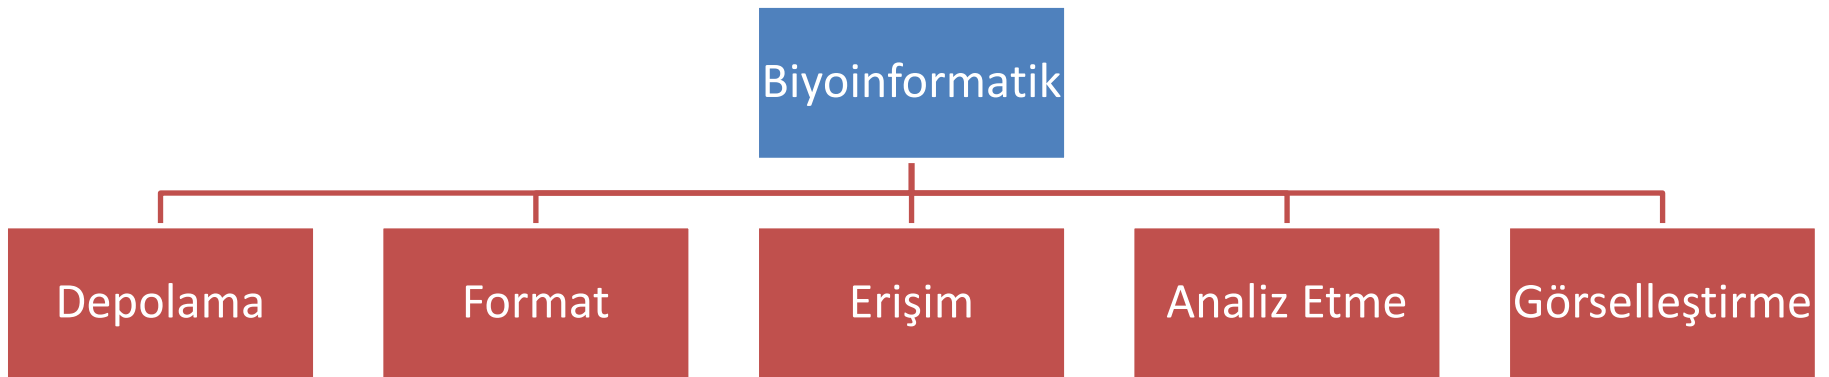 Biyoinformatik
Depolama
Format
Erişim
Analiz Etme
Görselleştirme